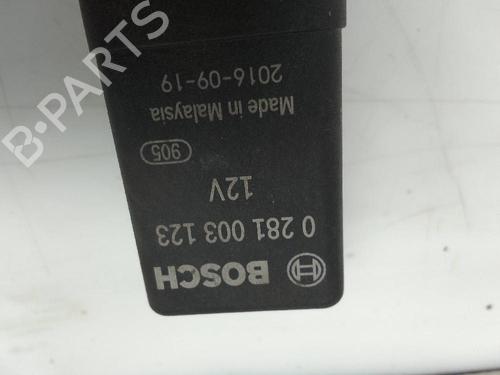 BOSCH
0 281 003 123
12V
905
Made in Malaysia
2016-09-19
B-PARTS